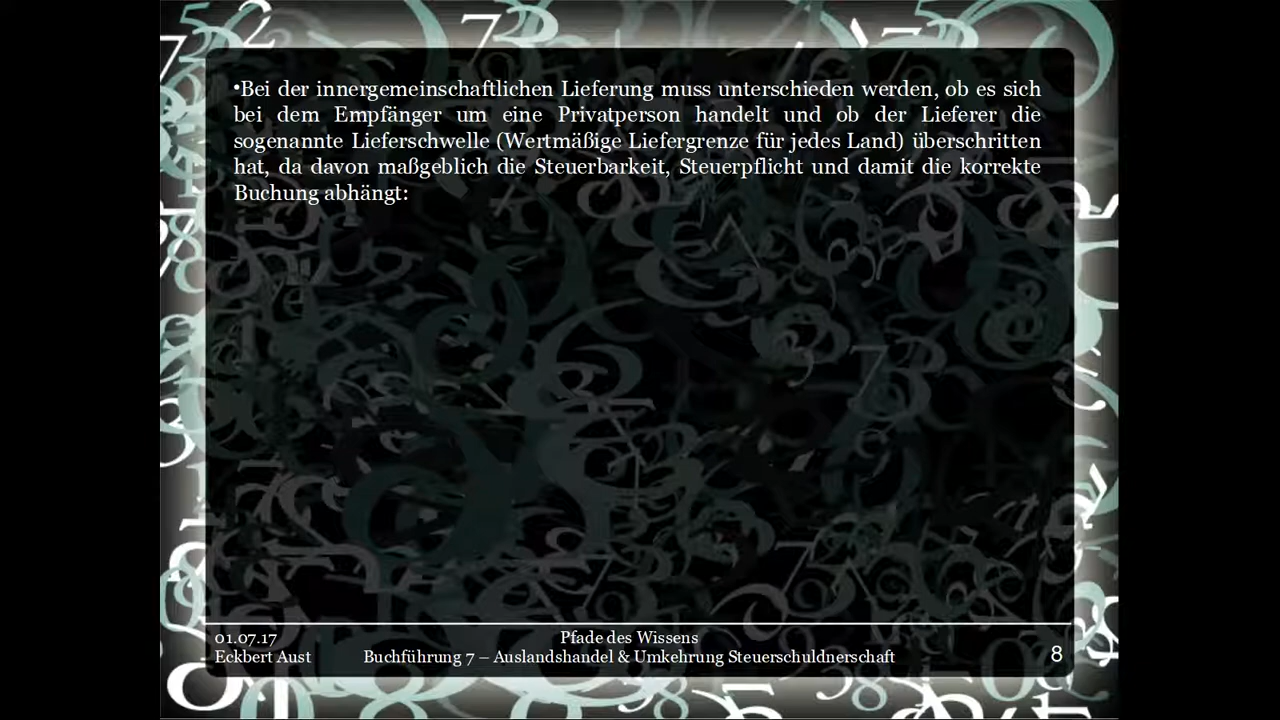 •Bei der innergemeinschaftlichen Lieferung muss unterschieden werden, ob es sich
bei dem Empfänger um eine Privatperson handelt und ob der Lieferer die
sogenannte Lieferschwelle (Wertmäßige Liefergrenze für jedes Land) überschritten
hat, da davon maßgeblich die Steuerbarkeit, Steuerpflicht und damit die korrekte
Buchung abhängt:
01.07.17
Pfade des Wissens
Eckbert Aust
Buchführung 7 – Auslandshandel & Umkehrung Steuerschuldnerschaft
8